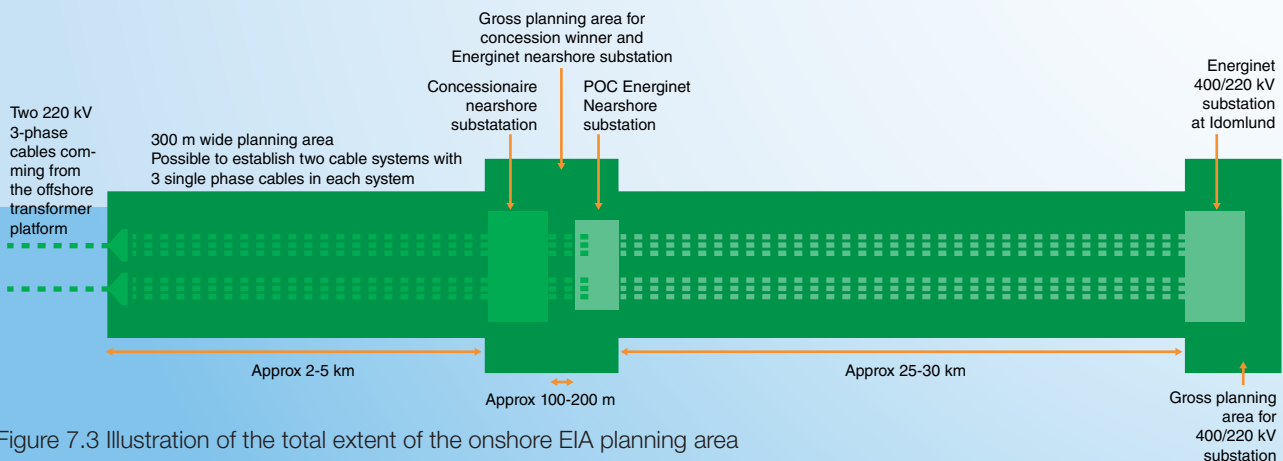 Gross planning area for
concession winner and
Energinet nearshore substation
Concessionaire
nearshore
substatation
POC Energinet
Nearshore
substation
Energinet
400/220 kV
substation
at Idomlund
Two 220 kV
3-phase
cables com-
ming from
the offshore
transformer
platform
300 m wide planning area
Possible to establish two cable systems with
3 single phase cables in each system
Approx 2-5 km
Approx 100-200 m
Approx 25-30 km
Gross planning
area for
400/220 kV
substation
Figure 7.3 Illustration of the total extent of the onshore EIA planning area